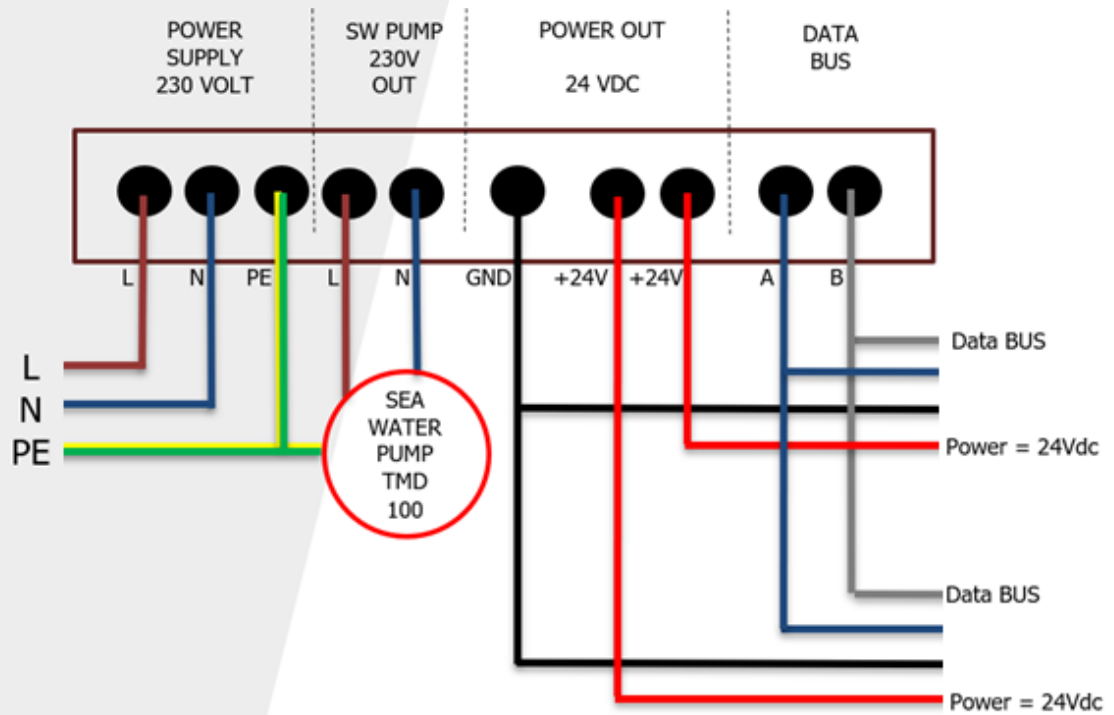 POWER
SUPPLY
230 VOLT
SW PUMP
230V
OUT
POWER OUT
24 VDC
DATA
BUS
L
N
PE
L
N
GND
+24V
+24V
A
B
L
N
PE
SEA
WATER
PUMP
TMD
100
Data BUS
Power = 24Vdc
Data BUS
Power = 24Vdc